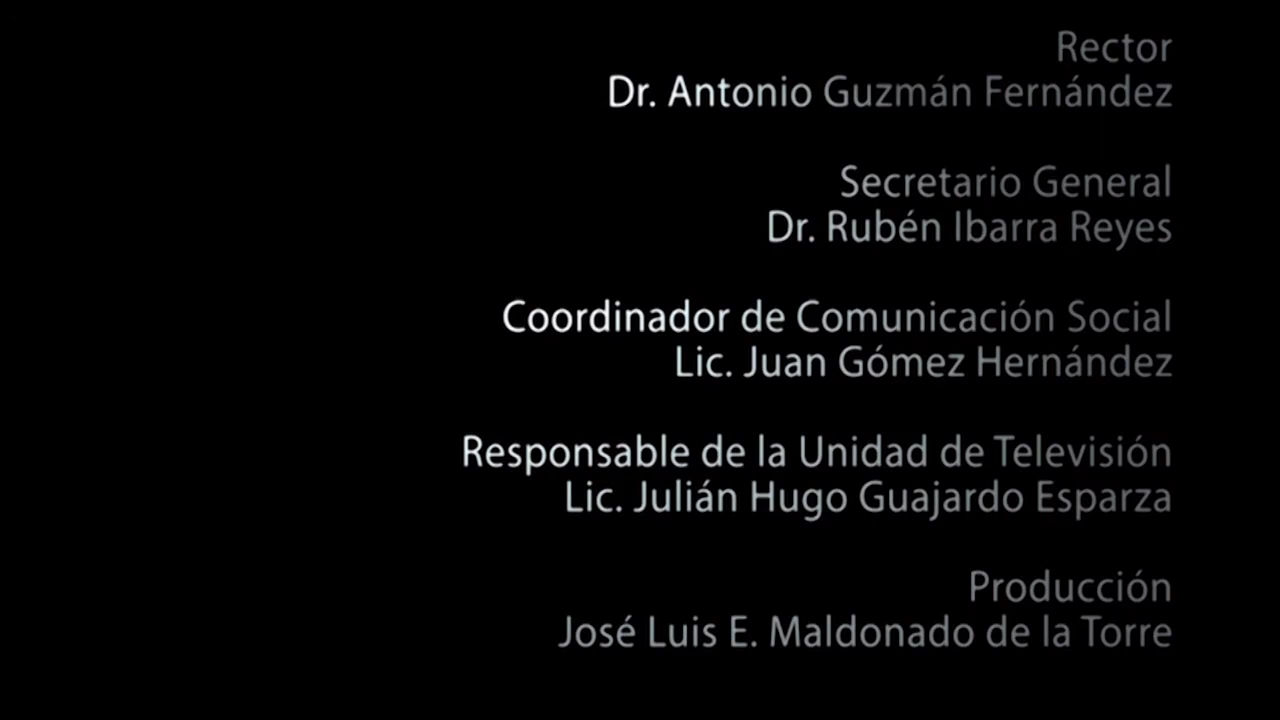 Rector
Dr. Antonio Guzmán Fernández
Secretario General
Dr. Rubén Ibarra Reyes
Coordinador de Comunicación Social
Lic. Juan Gómez Hernández
Responsable de la Unidad de Televisión
Lic. Julián Hugo Guajardo Esparza
Producción
José Luis E. Maldonado de la Torre